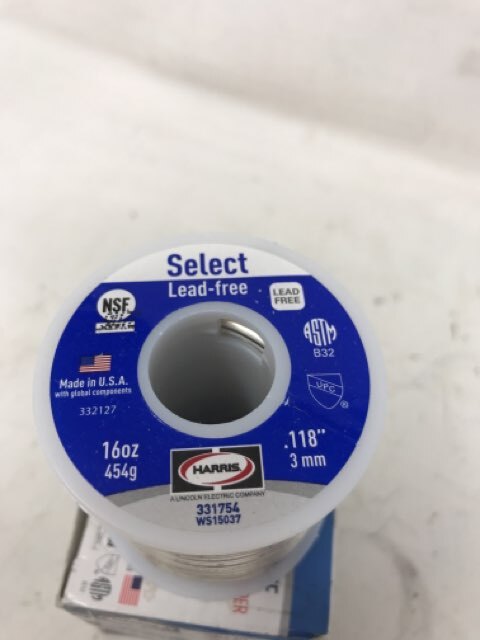 Select
Lead-free
LEAD
FREE
NSF
ASTM
B32
Made in U.S.A.
with global components
332127
UPC
®
16oz
454g
.118"
3 mm
HARRIS
A LINCOLN ELECTRIC COMPANY
331754
WS15037
ASTM